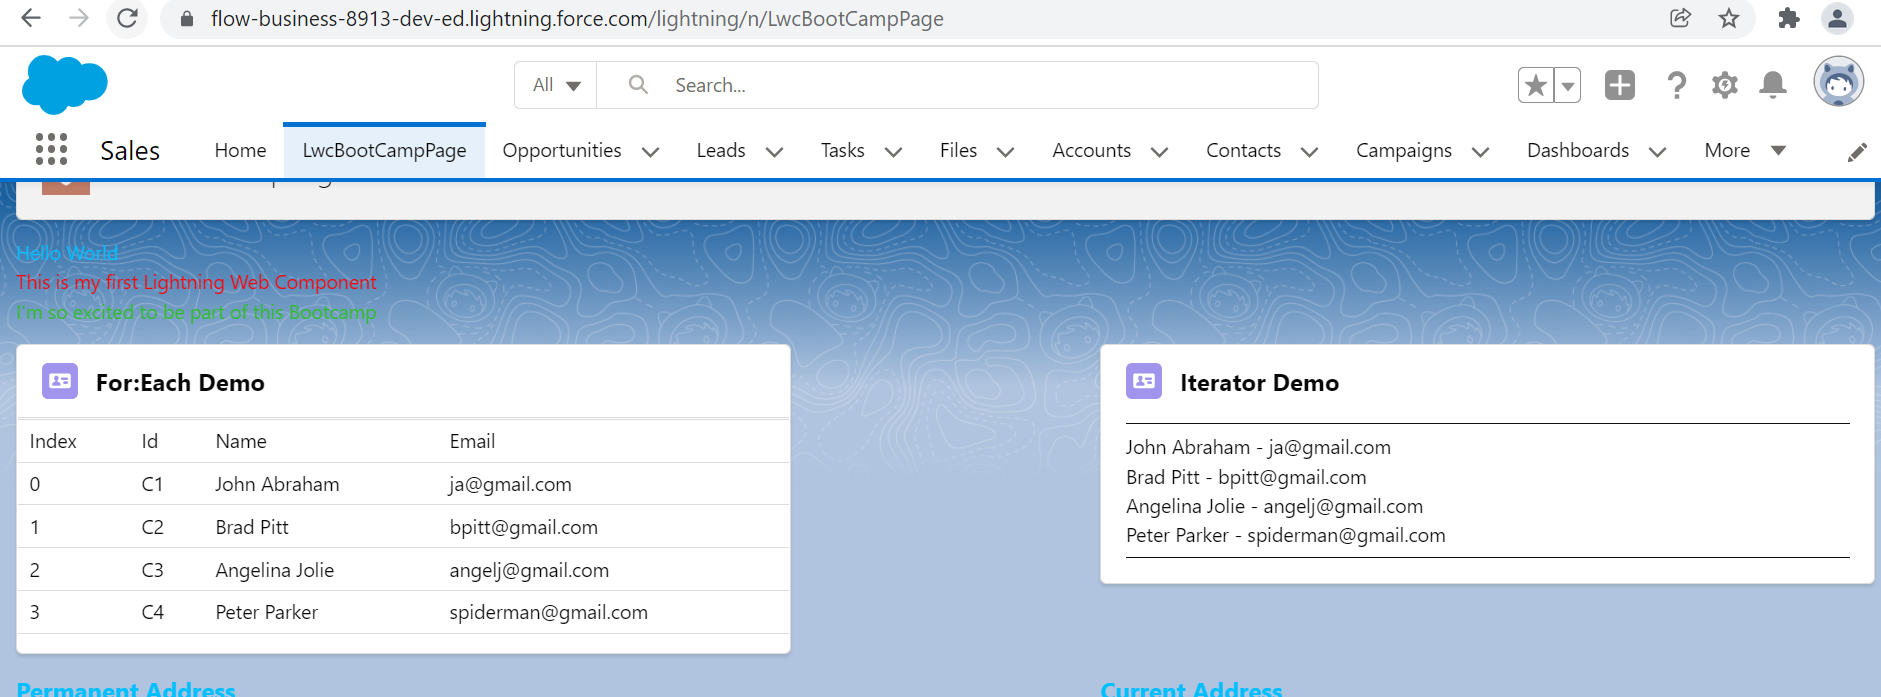 flow-business-8913-dev-ed.lightning.force.com/lightning/n/LwcBootCampPage
All Search...
Sales Home LwcBootCampPage Opportunities Leads Tasks Files Accounts Contacts Campaigns Dashboards More
Hello World
This is my first Lightning Web Component
I'm so excited to be part of this Bootcamp
For:Each Demo
Index Id Name Email
0 C1 John Abraham ja@gmail.com
1 C2 Brad Pitt bpitt@gmail.com
2 C3 Angelina Jolie angelj@gmail.com
3 C4 Peter Parker spiderman@gmail.com
Iterator Demo
John Abraham - ja@gmail.com
Brad Pitt - bpitt@gmail.com
Angelina Jolie - angelj@gmail.com
Peter Parker - spiderman@gmail.com
Permanent Address
Current Address